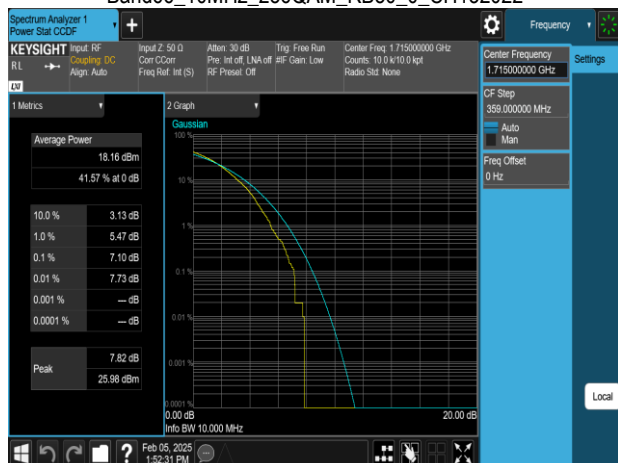 Spectrum Analyzer 1
Power Stat CCDF
Frequency
KEYSIGHT
RL
Input: RF
Coupling: DC
Align: Auto
Input Z: 50 Ω
Corr CCorr
Freq Ref: Int (S)
Atten: 30 dB
Pre: Int off, LNA off
RF Preset: Off
Trig: Free Run
#IF Gain: Low
Center Freq: 1.715000000 GHz
Counts: 10.0 k/10.0 kpt
Radio Std: None
LXI
1 Metrics
Average Power
18.16 dBm
41.57 % at 0 dB
10.0 % 3.13 dB
1.0 % 5.47 dB
0.1 % 7.10 dB
0.01 % 7.73 dB
0.001 % --- dB
0.0001 % --- dB
Peak
7.82 dB
25.98 dBm
2 Graph
Gaussian
100 %
10 %
1 %
0.1 %
0.01 %
0.001 %
0.0001 %
0.00 dB
20.00 dB
Info BW 10.000 MHz
Center Frequency
1.715000000 GHz
Settings
CF Step
359.000000 MHz
Auto
Man
Freq Offset
0 Hz
Local
Feb 05, 2025
1:52:31 PM